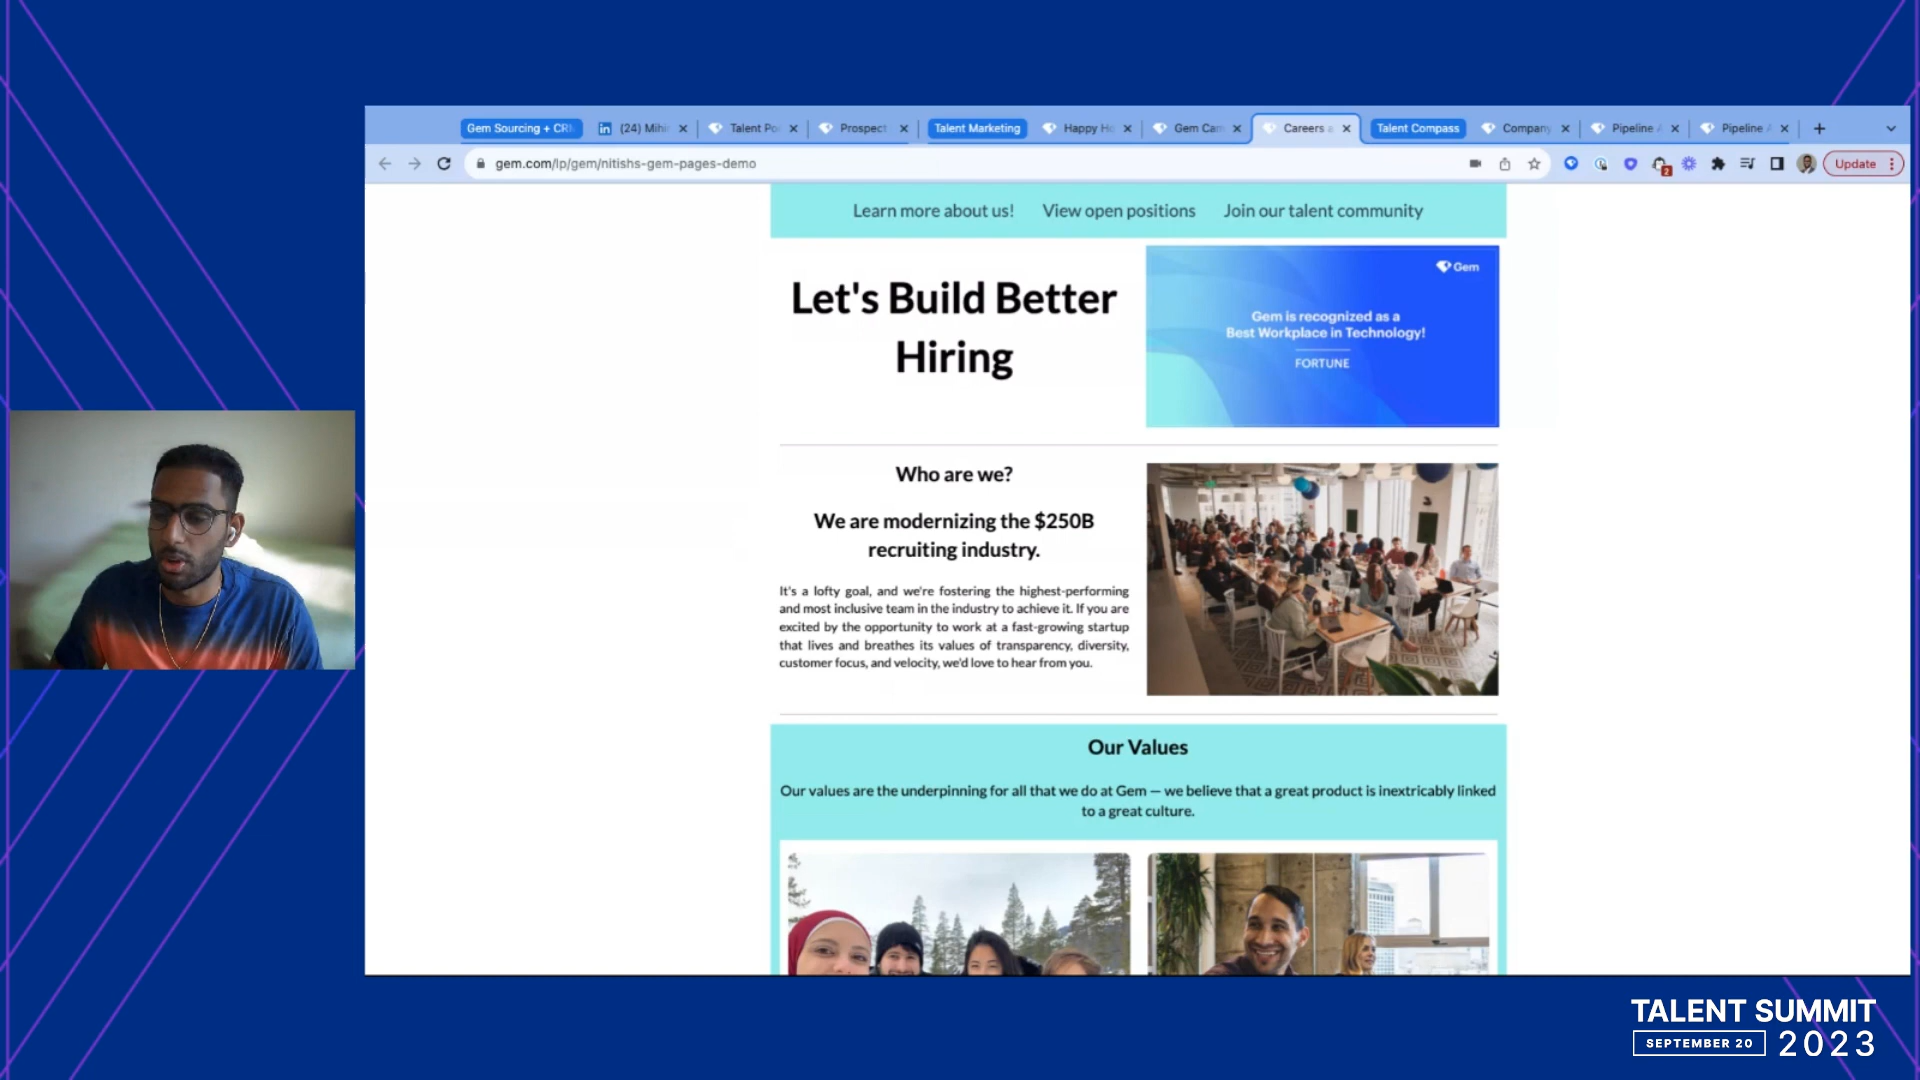 Gem Sourcing + CRM
(24) Mihi
Talent Po
Prospect
Talent Marketing
Happy Ho
Gem Cam
Careers a
Talent Compass
Company
Pipeline A
Pipeline A
gem.com/lp/gem/nitishs-gem-pages-demo
2
Update
Learn more about us!
View open positions
Join our talent community
Let's Build Better
Hiring
Gem
Gem is recognized as a
Best Workplace in Technology!
FORTUNE
Who are we?
We are modernizing the $250B
recruiting industry.
It's a lofty goal, and we're fostering the highest-performing
and most inclusive team in the industry to achieve it. If you are
excited by the opportunity to work at a fast-growing startup
that lives and breathes its values of transparency, diversity,
customer focus, and velocity, we'd love to hear from you.
Our Values
Our values are the underpinning for all that we do at Gem — we believe that a great product is inextricably linked
to a great culture.
TALENT SUMMIT
SEPTEMBER 20
2023